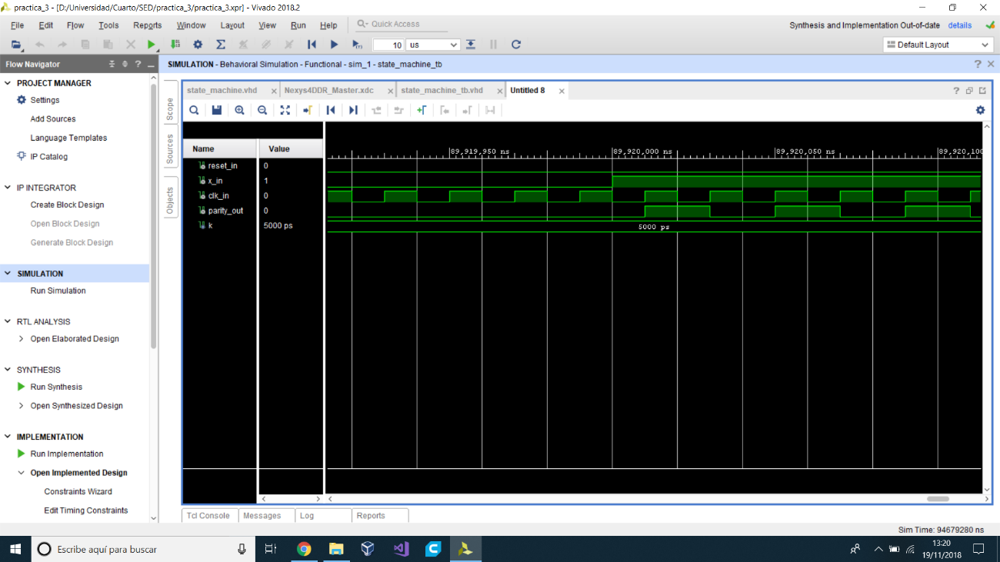 practica_3 - [D:/Universidad/Cuarto/SED/practica_3/practica_3.xpr] - Vivado 2018.2
File Edit Flow Tools Reports Window Layout View Run Help Quick Access
Synthesis and Implementation Out-of-date details
10 us
Default Layout
Flow Navigator
SIMULATION - Behavioral Simulation - Functional - sim_1 - state_machine_tb
PROJECT MANAGER
Settings
Add Sources
Language Templates
IP Catalog
IP INTEGRATOR
Create Block Design
Open Block Design
Generate Block Design
SIMULATION
Run Simulation
RTL ANALYSIS
Open Elaborated Design
SYNTHESIS
Run Synthesis
Open Synthesized Design
IMPLEMENTATION
Run Implementation
Open Implemented Design
Constraints Wizard
Edit Timing Constraints
Scope
Sources
Objects
state_machine.vhd
Nexys4DDR_Master.xdc
state_machine_tb.vhd
Untitled 8
Name Value
reset_in 0
x_in 1
clk_in 0
parity_out 0
k 5000 ps
89,919,950 ns 89,920,000 ns 89,920,050 ns 89,920,100
5000 ps
Tcl Console Messages Log Reports
Sim Time: 94679280 ns
Escribe aquí para buscar
13:20
19/11/2018